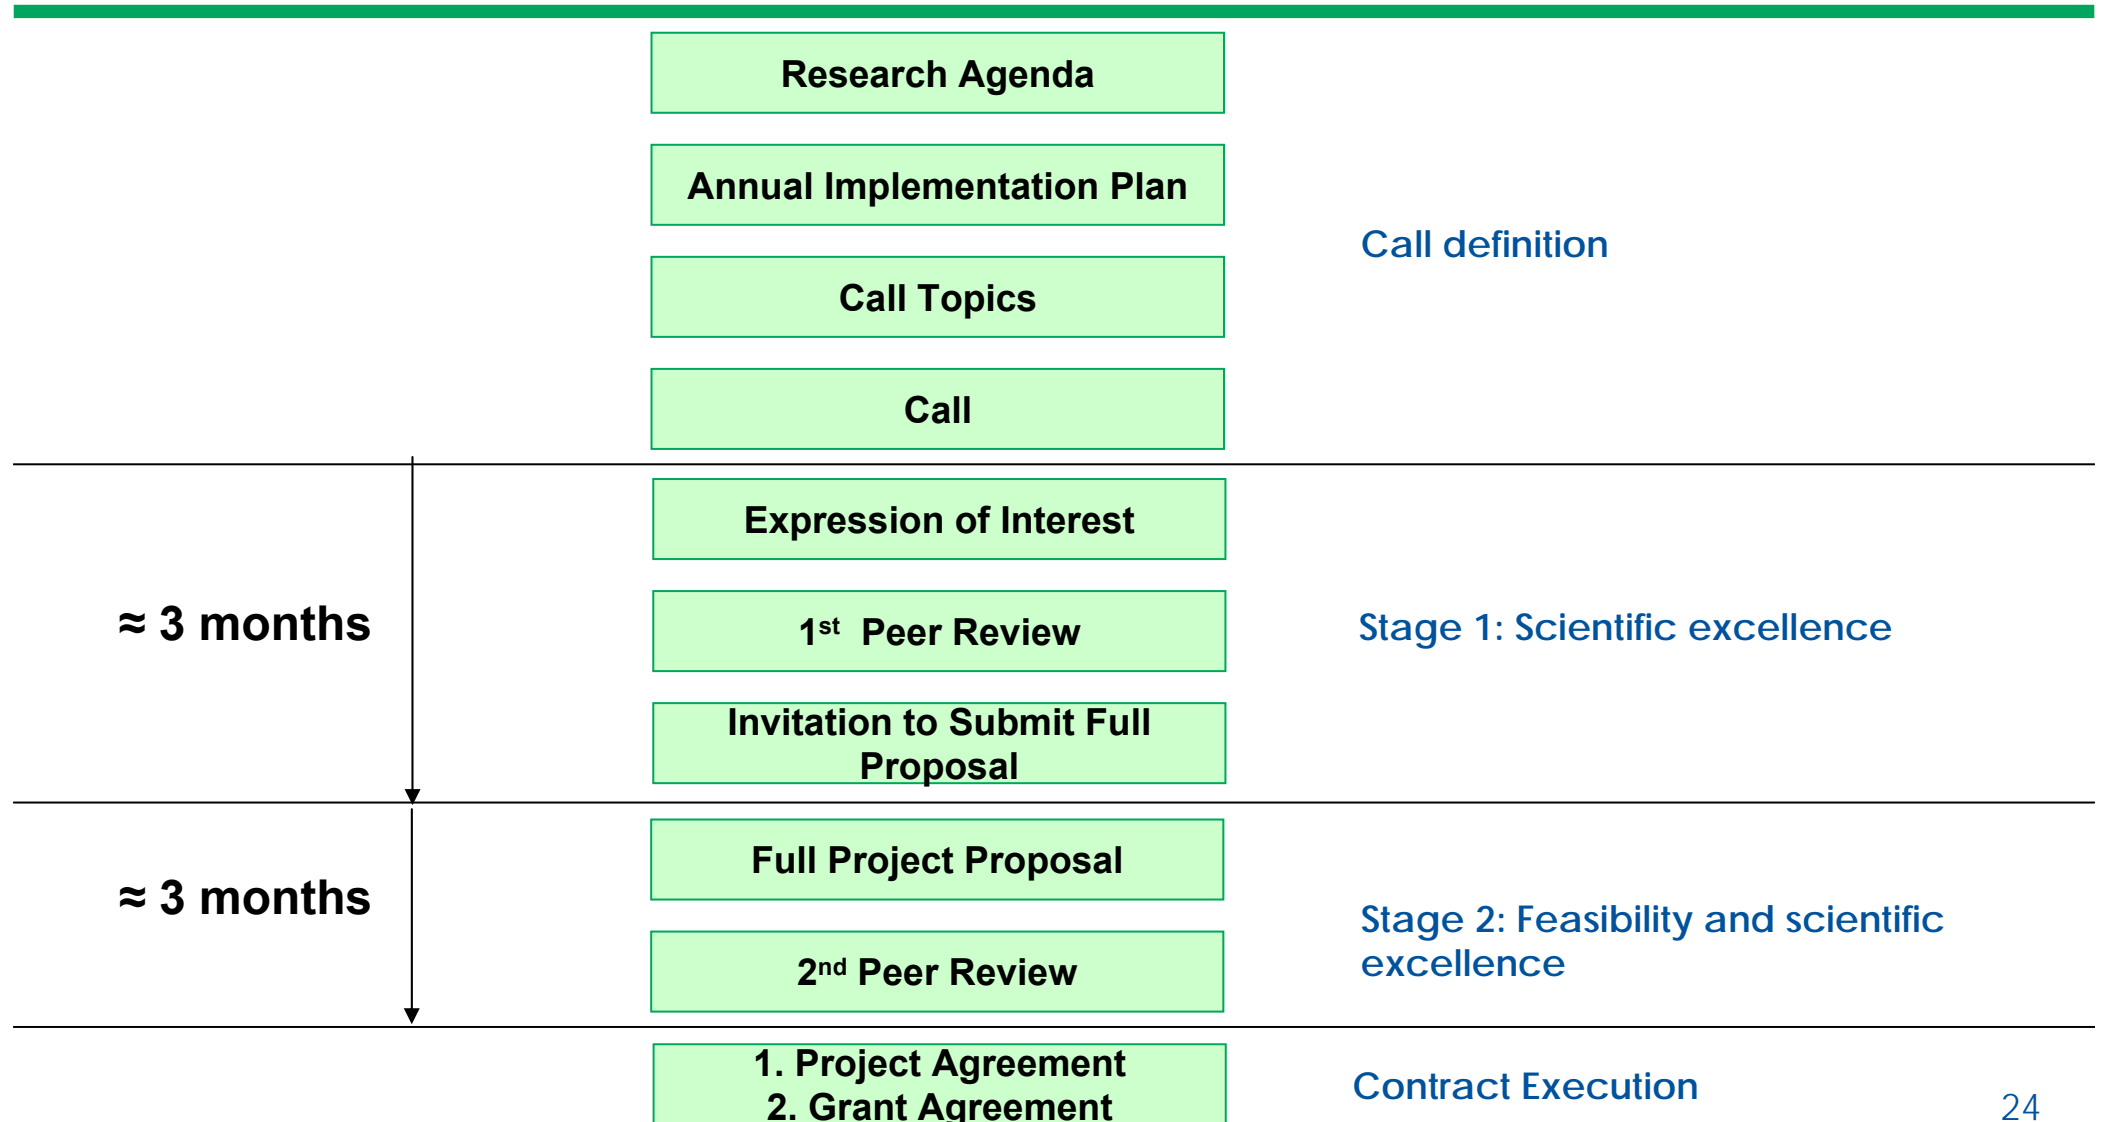 Research Agenda
Annual Implementation Plan
Call definition
Call Topics
Call
Expression of Interest
≈ 3 months
1st Peer Review
Stage 1: Scientific excellence
Invitation to Submit Full
Proposal
Full Project Proposal
≈ 3 months
Stage 2: Feasibility and scientific
excellence
2nd Peer Review
1. Project Agreement
2. Grant Agreement
Contract Execution
24